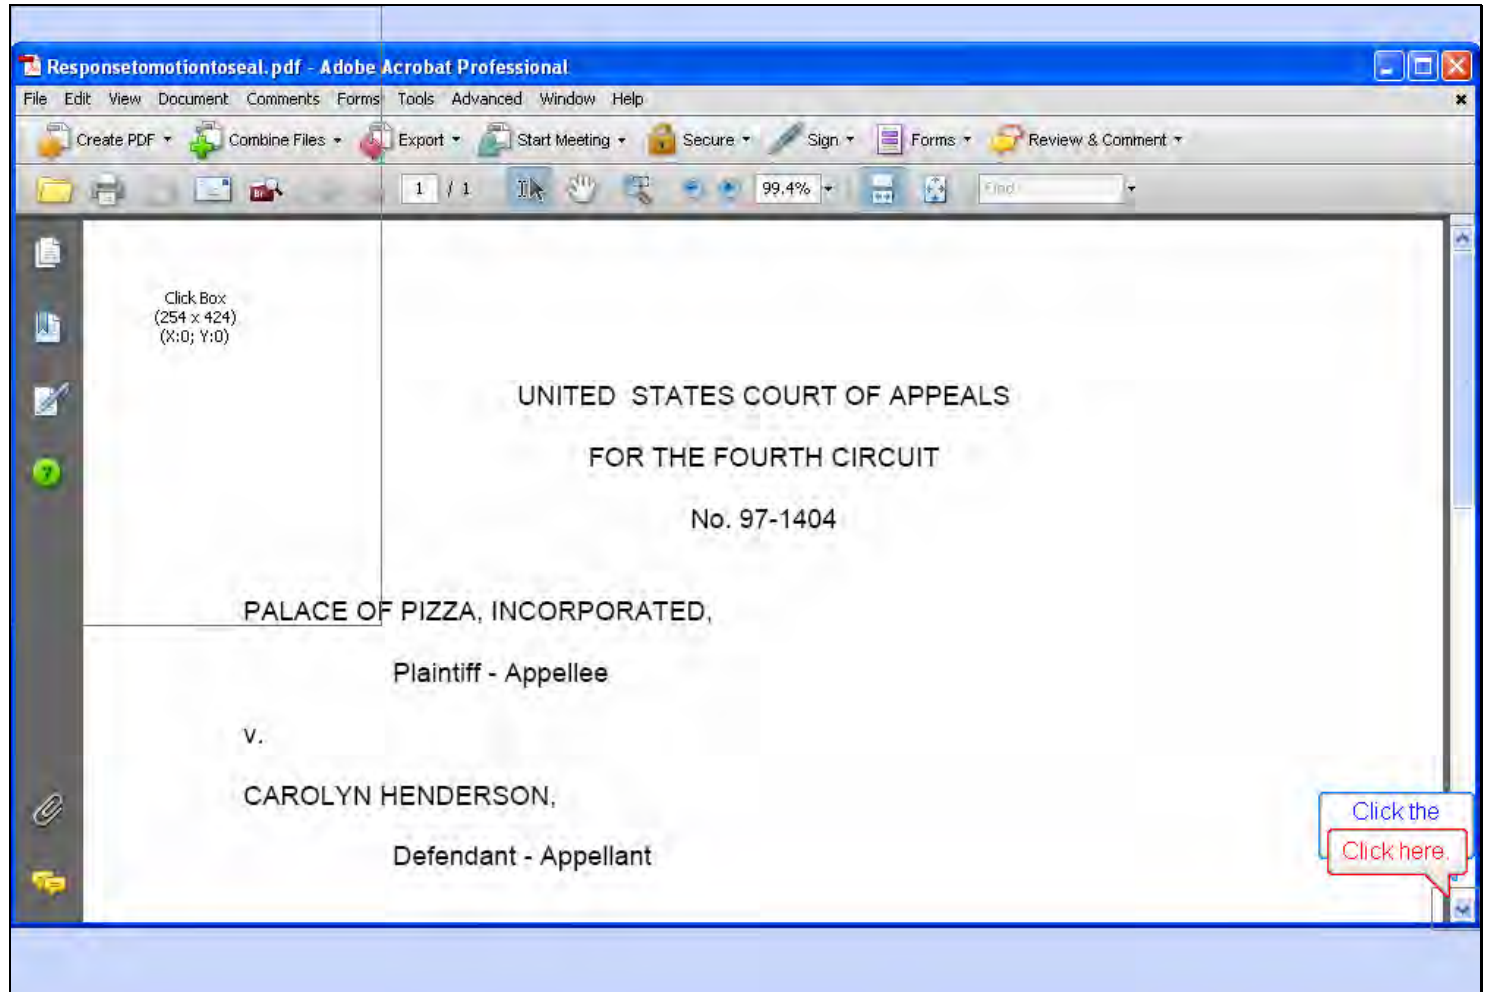 Responsetomotiontoseal.pdf - Adobe Acrobat Professional
File Edit View Document Comments Forms Tools Advanced Window Help
Create PDF Combine Files Export Start Meeting Secure Sign Forms Review & Comment
1 / 1 99.4% Find
Click Box
(254 x 424)
(X:0; Y:0)
UNITED STATES COURT OF APPEALS
FOR THE FOURTH CIRCUIT
No. 97-1404
PALACE OF PIZZA, INCORPORATED,
Plaintiff - Appellee
v.
CAROLYN HENDERSON,
Defendant - Appellant
Click the
Click here.